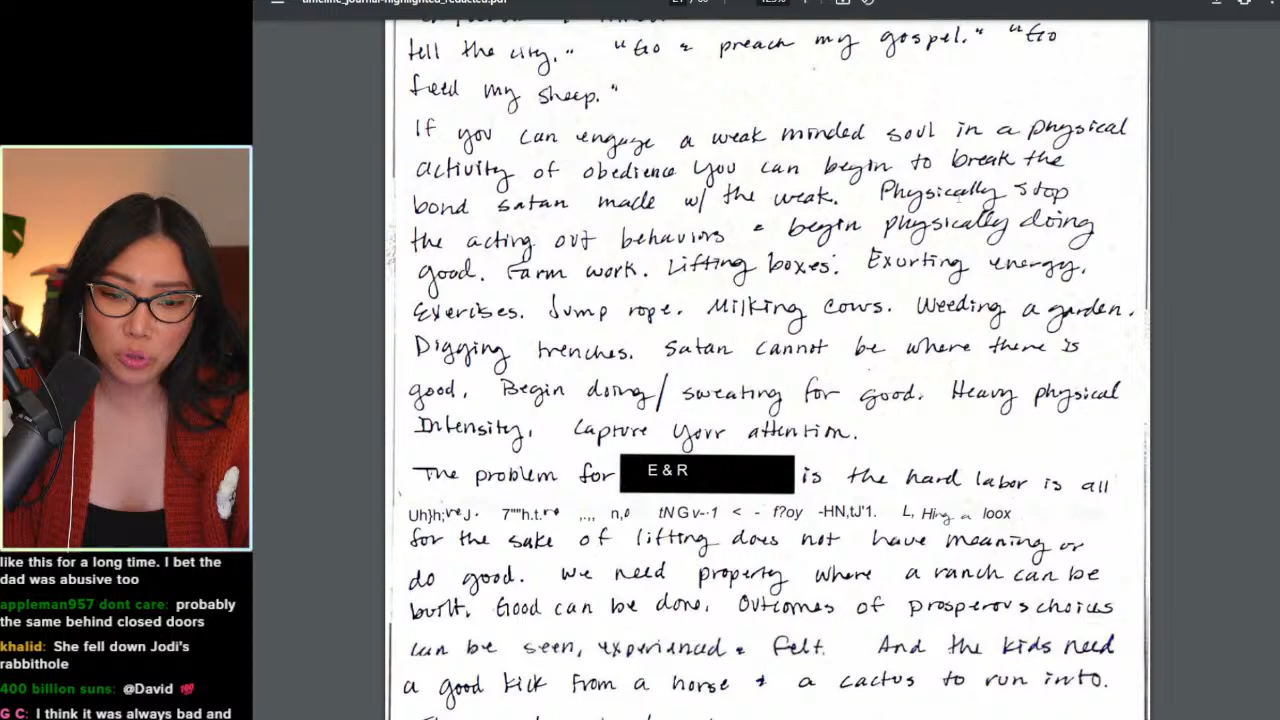 timeline_journal-highlighted_redacted.pdf
tell the city." "Go & preach my gospel." "Go
feed my sheep."
If you can engage a weak minded soul in a physical
activity of obedience you can begin to break the
bond satan made w/ the weak. Physically stop
the acting out behaviors & begin physically doing
good. Farm work. Lifting boxes. Exurting energy.
Exercises. Jump rope. Milking cows. Weeding a garden.
Digging trenches. Satan cannot be where there is
good. Begin doing/sweating for good. Heavy physical
Intensity. Capture your attention.
The problem for E & R is the hard labor is all
for the sake of lifting does not have meaning or
do good. We need property where a ranch can be
built. Good can be done. Outcomes of prosperous choices
can be seen, experienced & felt. And the kids need
a good kick from a horse & a cactus to run into.
like this for a long time. I bet the
dad was abusive too
appleman957 dont care: probably
the same behind closed doors
khalid: She fell down Jodi's
rabbithole
400 billion suns: @David 💯
G C: I think it was always bad and